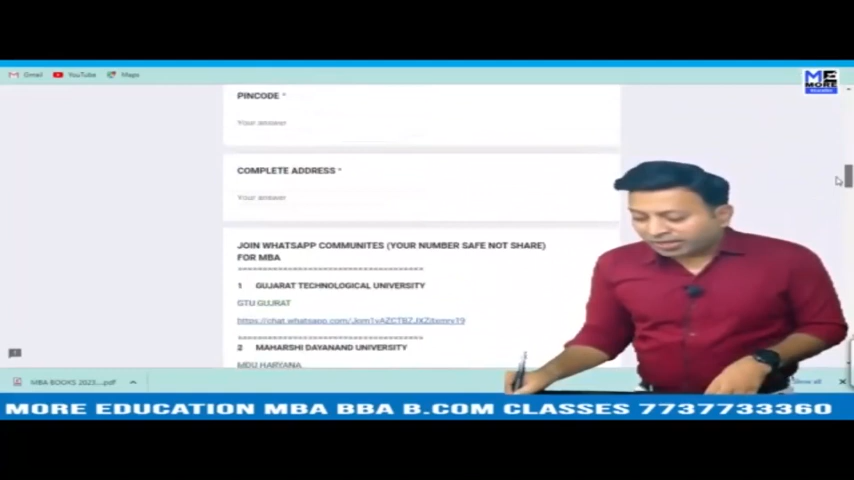 Gmail YouTube Maps
MORE
PINCODE *
Your answer
COMPLETE ADDRESS *
Your answer
JOIN WHATSAPP COMMUNITES (YOUR NUMBER SAFE NOT SHARE)
FOR MBA
1 GUJARAT TECHNOLOGICAL UNIVERSITY
GTU GUJRAT
2 MAHARSHI DAYANAND UNIVERSITY
MDU HARYANA
MBA BOOKS 2023....pdf
Show all
MORE EDUCATION MBA BBA B.COM CLASSES 7737733360